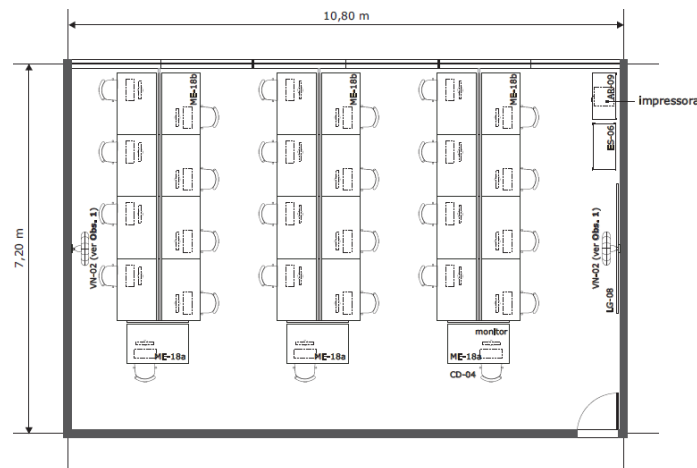 10,80 m
7,20 m
ME-18b
ME-18b
ME-18b
AR-09
impressora
ES-06
VN-02 (ver Obs. 1)
VN-02 (ver Obs. 1)
LG-08
monitor
ME-18a
ME-18a
ME-18a
CD-04